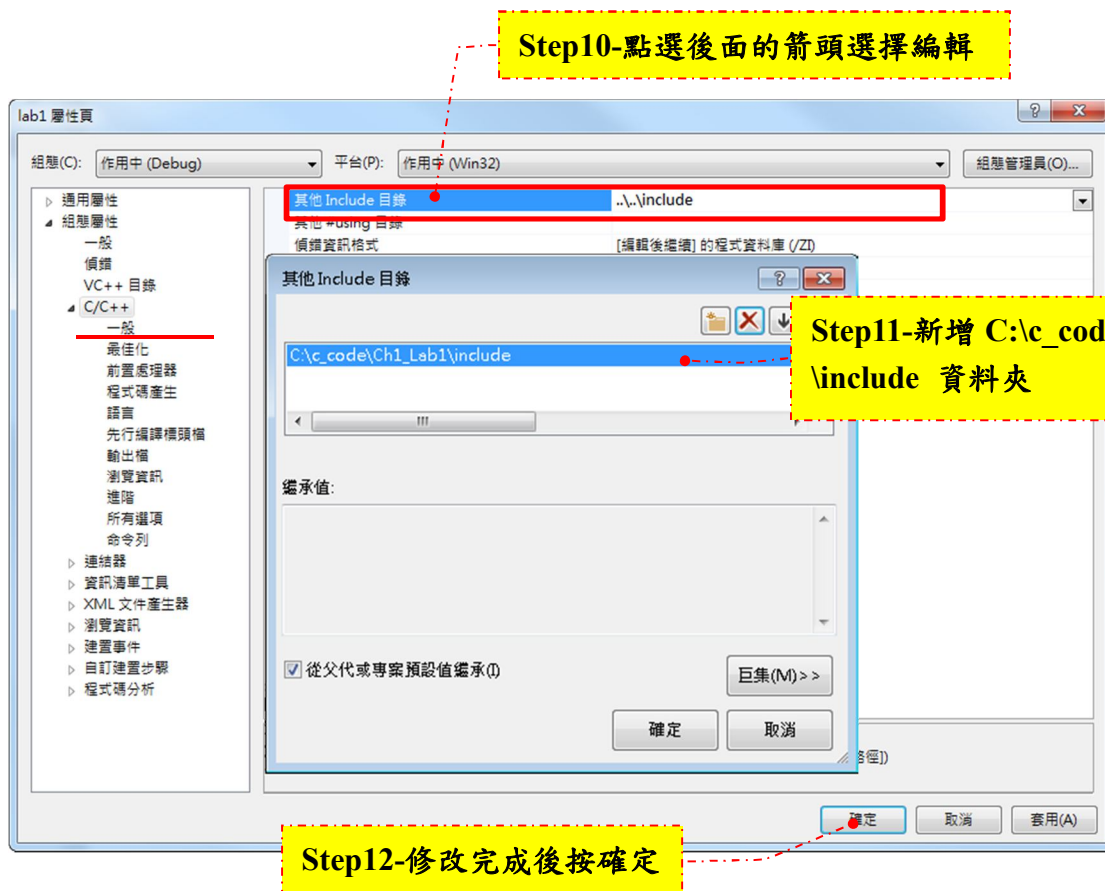 Step10-點選後面的箭頭選擇編輯
lab1 屬性頁
組態(C): 作用中 (Debug) 平台(P): 作用中 (Win32) 組態管理員(O)...
通用屬性
組態屬性
一般
偵錯
VC++ 目錄
C/C++
一般
最佳化
前置處理器
程式碼產生
語言
先行編譯標頭檔
輸出檔
瀏覽資訊
進階
所有選項
命令列
連結器
資訊清單工具
XML 文件產生器
瀏覽資訊
建置事件
自訂建置步驟
程式碼分析
其他 Include 目錄 ..\..\include
其他 #using 目錄
偵錯資訊格式 [編輯後繼續] 的程式資料庫 (/ZI)
其他 Include 目錄
C:\c_code\Ch1_Lab1\include
Step11-新增 C:\c_cod
\include 資料夾
繼承值:
從父代或專案預設值繼承(I)
巨集(M)>>
確定 取消
徑])
確定 取消 套用(A)
Step12-修改完成後按確定